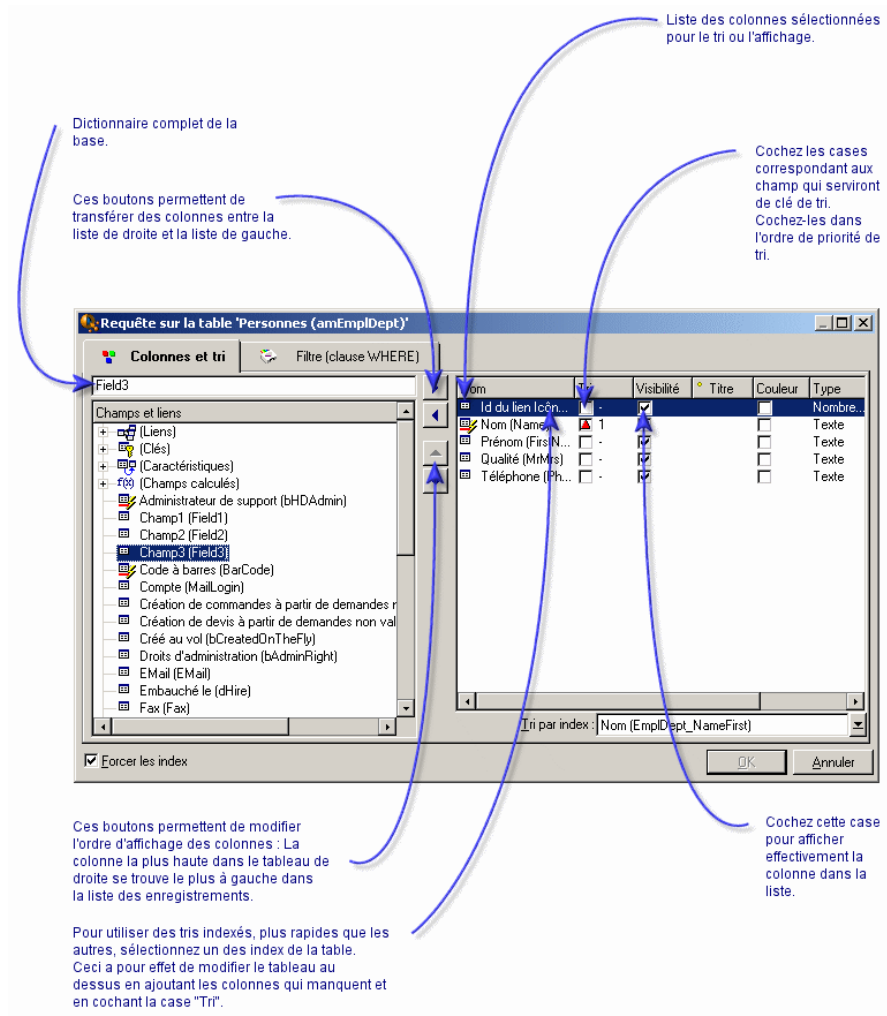 Liste des colonnes sélectionnées
pour le tri ou l'affichage.
Dictionnaire complet de la
base.
Cochez les cases
correspondant aux
champ qui serviront
de clé de tri.
Cochez-les dans
l'ordre de priorité de
tri.
Ces boutons permettent de
transférer des colonnes entre la
liste de droite et la liste de gauche.
Requête sur la table 'Personnes (amEmplDept)'
Colonnes et tri
Filtre (clause WHERE)
Field3
Champs et liens
(Liens)
(Clés)
(Caractéristiques)
f(x) (Champs calculés)
Administrateur de support (bHDAdmin)
Champ1 (Field1)
Champ2 (Field2)
Champ3 (Field3)
Code à barres (BarCode)
Compte (MailLogin)
Création de commandes à partir de demandes r
Création de devis à partir de demandes non val
Créé au vol (bCreatedOnTheFly)
Droits d'administration (bAdminRight)
EMail (EMail)
Embauché le (dHire)
Fax (Fax)
Nom Tri Visibilité Titre Couleur Type
Id du lien Icôn... - Nombre...
Nom (Name) 1 Texte
Prénom (FirstN... - Texte
Qualité (MrMrs) - Texte
Téléphone (Ph... - Texte
Tri par index : Nom (EmplDept_NameFirst)
Forcer les index
OK
Annuler
Ces boutons permettent de modifier
l'ordre d'affichage des colonnes : La
colonne la plus haute dans le tableau de
droite se trouve le plus à gauche dans
la liste des enregistrements.
Cochez cette case
pour afficher
effectivement la
colonne dans la
liste.
Pour utiliser des tris indexés, plus rapides que les
autres, sélectionnez un des index de la table.
Ceci a pour effet de modifier le tableau au
dessus en ajoutant les colonnes qui manquent et
en cochant la case "Tri".